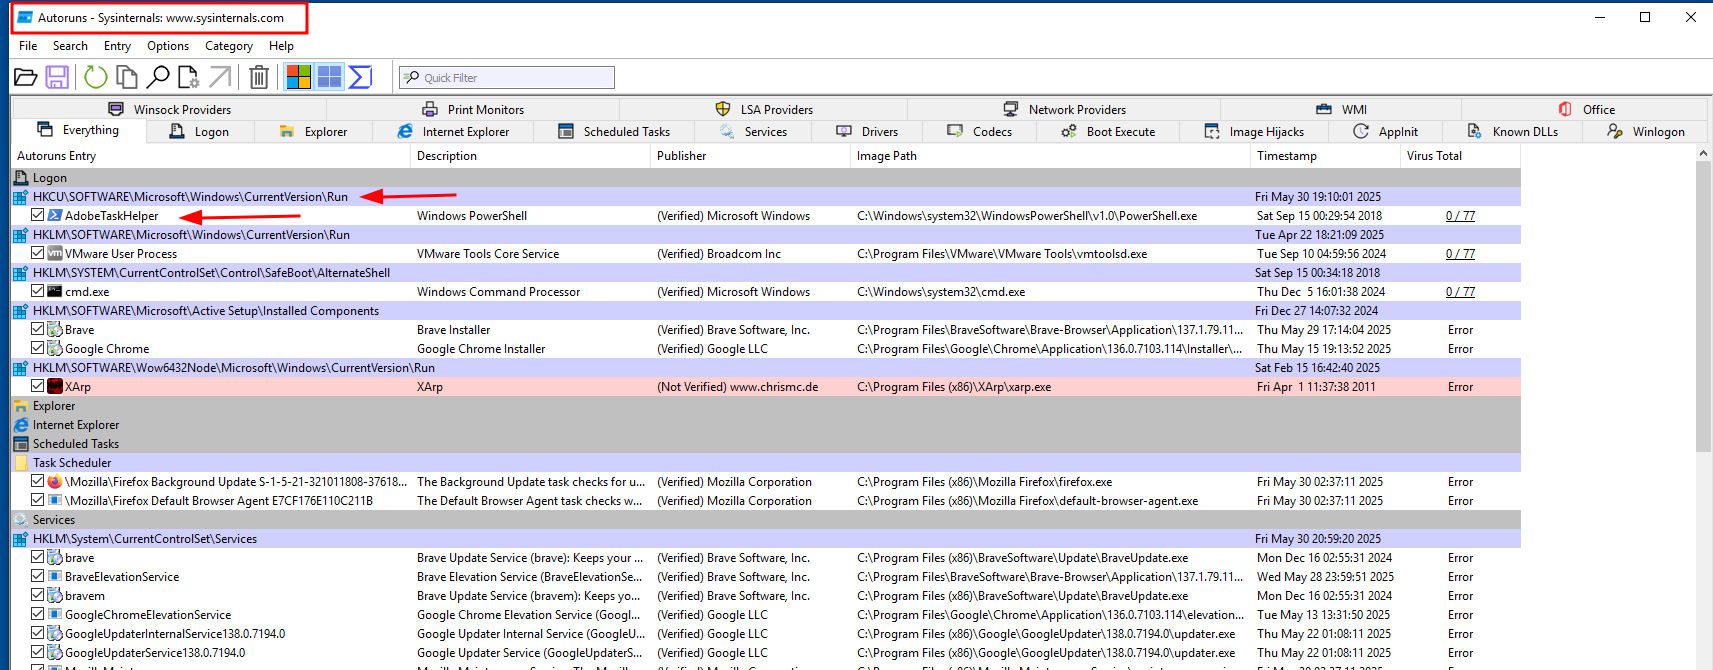 Autoruns - Sysinternals: www.sysinternals.com
File Search Entry Options Category Help
Quick Filter
Winsock Providers Print Monitors LSA Providers Network Providers WMI Office
Everything Logon Explorer Internet Explorer Scheduled Tasks Services Drivers Codecs Boot Execute Image Hijacks AppInit Known DLLs Winlogon
Autoruns Entry Description Publisher Image Path Timestamp Virus Total
Logon
HKCU\SOFTWARE\Microsoft\Windows\CurrentVersion\Run Fri May 30 19:10:01 2025
AdobeTaskHelper Windows PowerShell (Verified) Microsoft Windows C:\Windows\system32\WindowsPowerShell\v1.0\PowerShell.exe Sat Sep 15 00:29:54 2018 0 / 77
HKLM\SOFTWARE\Microsoft\Windows\CurrentVersion\Run Tue Apr 22 18:21:09 2025
vm VMware User Process VMware Tools Core Service (Verified) Broadcom Inc C:\Program Files\VMware\VMware Tools\vmtoolsd.exe Tue Sep 10 04:59:56 2024 0 / 77
HKLM\SYSTEM\CurrentControlSet\Control\SafeBoot\AlternateShell Sat Sep 15 00:34:18 2018
cmd.exe Windows Command Processor (Verified) Microsoft Windows C:\Windows\system32\cmd.exe Thu Dec 5 16:01:38 2024 0 / 77
HKLM\SOFTWARE\Microsoft\Active Setup\Installed Components Fri Dec 27 14:07:32 2024
Brave Brave Installer (Verified) Brave Software, Inc. C:\Program Files\BraveSoftware\Brave-Browser\Application\137.1.79.11... Thu May 29 17:14:04 2025 Error
Google Chrome Google Chrome Installer (Verified) Google LLC C:\Program Files\Google\Chrome\Application\136.0.7103.114\Installer\... Thu May 15 19:13:52 2025 Error
HKLM\SOFTWARE\Wow6432Node\Microsoft\Windows\CurrentVersion\Run Sat Feb 15 16:42:40 2025
XArp XArp (Not Verified) www.chrismc.de C:\Program Files (x86)\XArp\xarp.exe Fri Apr 1 11:37:38 2011 Error
Explorer
Internet Explorer
Scheduled Tasks
Task Scheduler
\Mozilla\Firefox Background Update S-1-5-21-321011808-37618... The Background Update task checks for u... (Verified) Mozilla Corporation C:\Program Files (x86)\Mozilla Firefox\firefox.exe Fri May 30 02:37:11 2025 Error
\Mozilla\Firefox Default Browser Agent E7CF176E110C211B The Default Browser Agent task checks w... (Verified) Mozilla Corporation C:\Program Files (x86)\Mozilla Firefox\default-browser-agent.exe Fri May 30 02:37:11 2025 Error
Services
HKLM\System\CurrentControlSet\Services Fri May 30 20:59:20 2025
brave Brave Update Service (brave): Keeps your ... (Verified) Brave Software, Inc. C:\Program Files (x86)\BraveSoftware\Update\BraveUpdate.exe Mon Dec 16 02:55:31 2024 Error
BraveElevationService Brave Elevation Service (BraveElevationSe... (Verified) Brave Software, Inc. C:\Program Files\BraveSoftware\Brave-Browser\Application\137.1.79.11... Wed May 28 23:59:51 2025 Error
bravem Brave Update Service (bravem): Keeps yo... (Verified) Brave Software, Inc. C:\Program Files (x86)\BraveSoftware\Update\BraveUpdate.exe Mon Dec 16 02:55:31 2024 Error
GoogleChromeElevationService Google Chrome Elevation Service (Googl... (Verified) Google LLC C:\Program Files\Google\Chrome\Application\136.0.7103.114\elevation... Tue May 13 13:31:50 2025 Error
GoogleUpdaterInternalService138.0.7194.0 Google Updater Internal Service (GoogleU... (Verified) Google LLC C:\Program Files (x86)\Google\GoogleUpdater\138.0.7194.0\updater.exe Thu May 22 01:08:11 2025 Error
GoogleUpdaterService138.0.7194.0 Google Updater Service (GoogleUpdaterS... (Verified) Google LLC C:\Program Files (x86)\Google\GoogleUpdater\138.0.7194.0\updater.exe Thu May 22 01:08:11 2025 Error